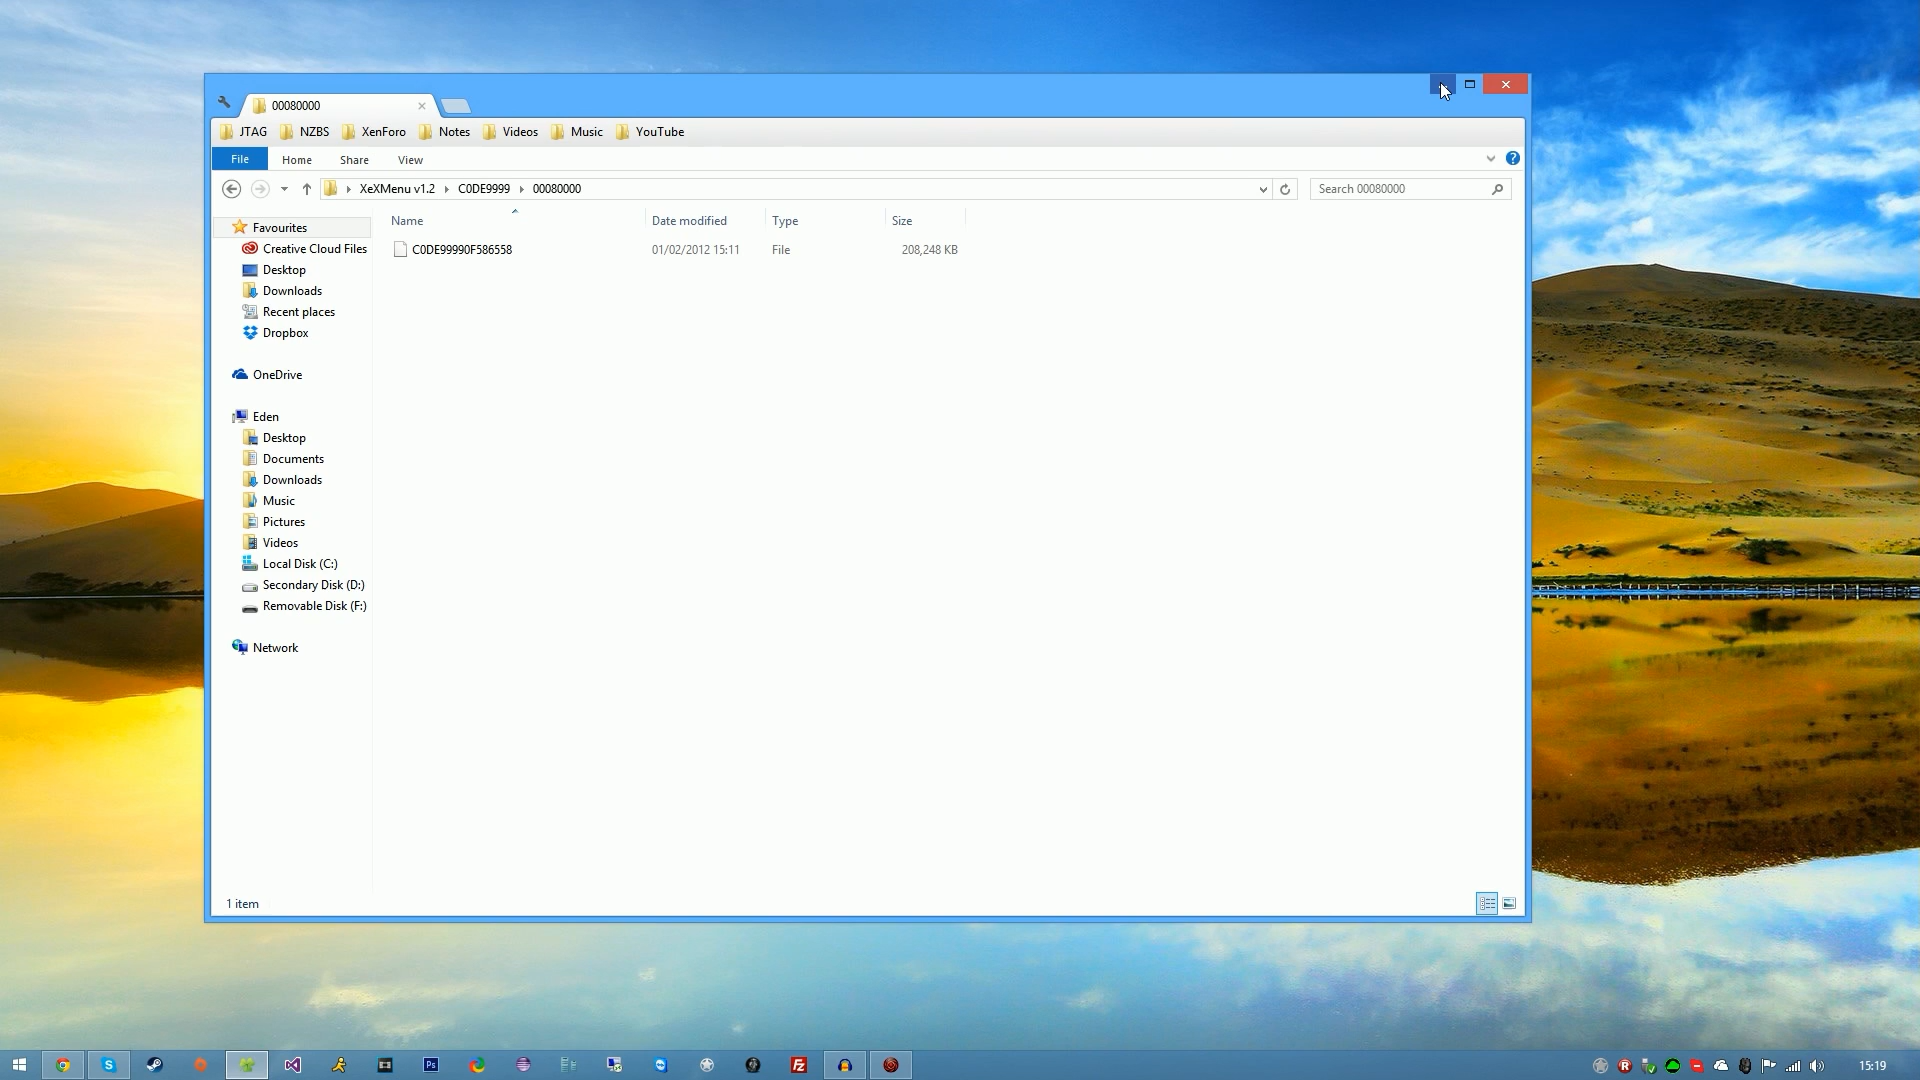 00080000
JTAG NZBS XenForo Notes Videos Music YouTube
File Home Share View
XeXMenu v1.2 C0DE9999 00080000 Search 00080000
Name Date modified Type Size
C0DE99990F586558 01/02/2012 15:11 File 208,248 KB
Favourites
Creative Cloud Files
Desktop
Downloads
Recent places
Dropbox
OneDrive
Eden
Desktop
Documents
Downloads
Music
Pictures
Videos
Local Disk (C:)
Secondary Disk (D:)
Removable Disk (F:)
Network
1 item
Ps
Fz
15:19